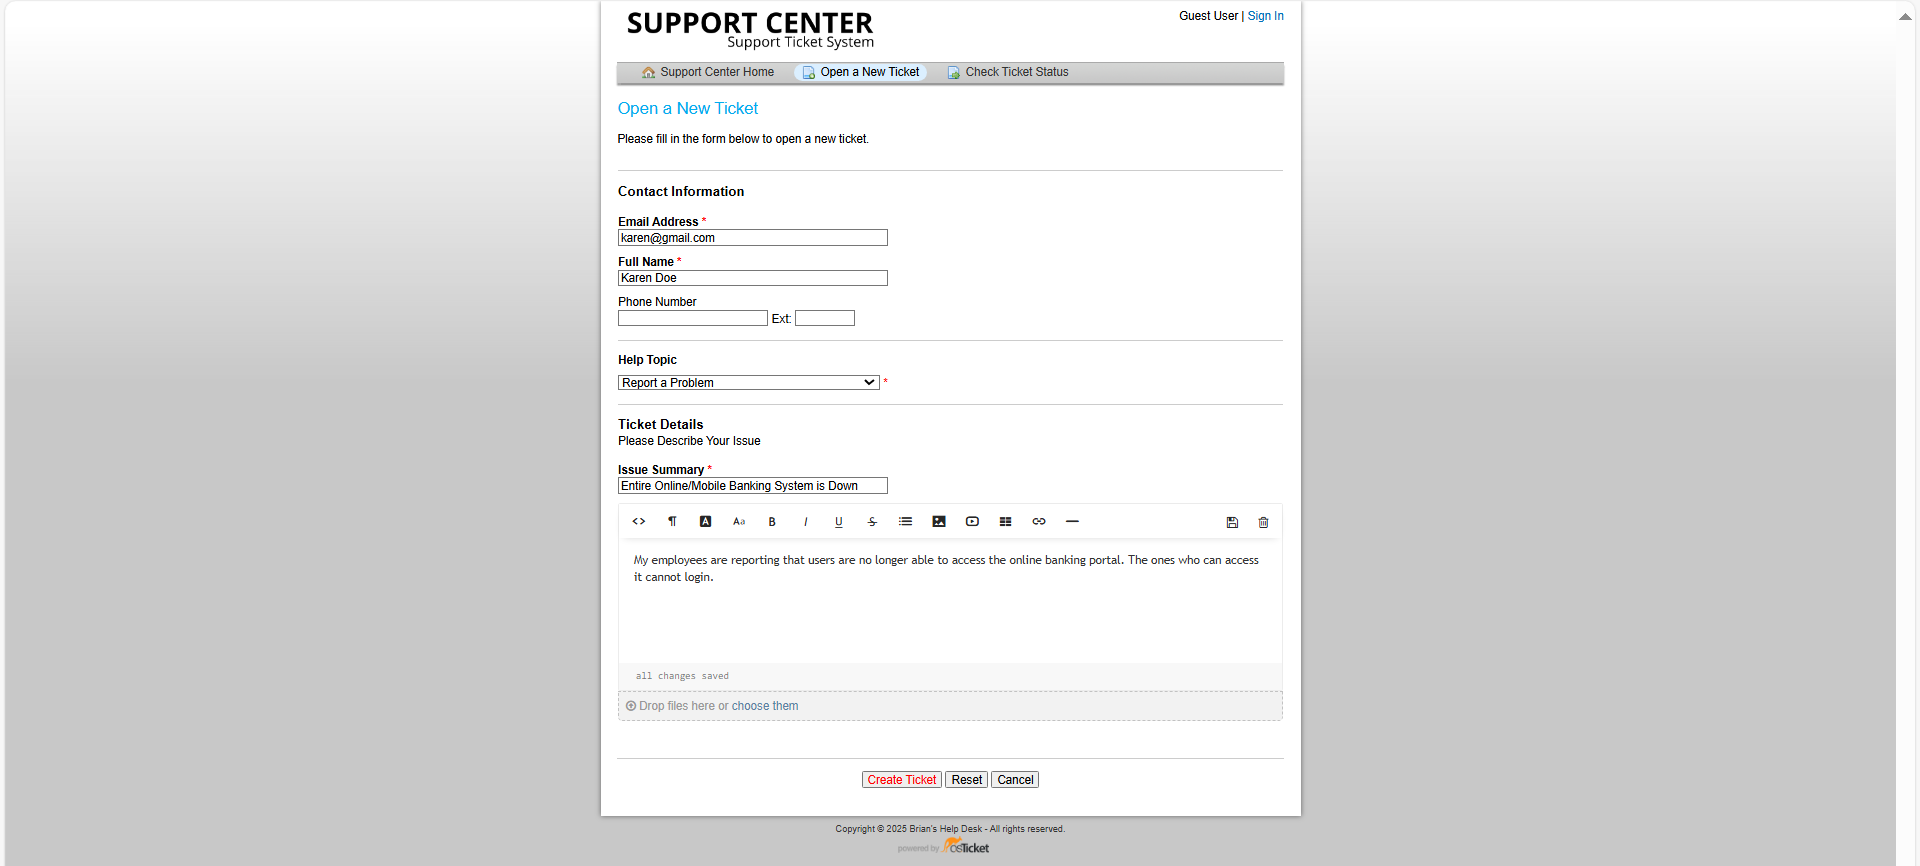 SUPPORT CENTER
Support Ticket System
Guest User | Sign In
Support Center Home Open a New Ticket Check Ticket Status
Open a New Ticket
Please fill in the form below to open a new ticket.
Contact Information
Email Address *
karen@gmail.com
Full Name *
Karen Doe
Phone Number
Ext:
Help Topic
Report a Problem *
Ticket Details
Please Describe Your Issue
Issue Summary *
Entire Online/Mobile Banking System is Down
<> ¶ A Aa B I U S
My employees are reporting that users are no longer able to access the online banking portal. The ones who can access
it cannot login.
all changes saved
Drop files here or choose them
Create Ticket Reset Cancel
Copyright © 2025 Brian's Help Desk - All rights reserved.
powered by osTicket